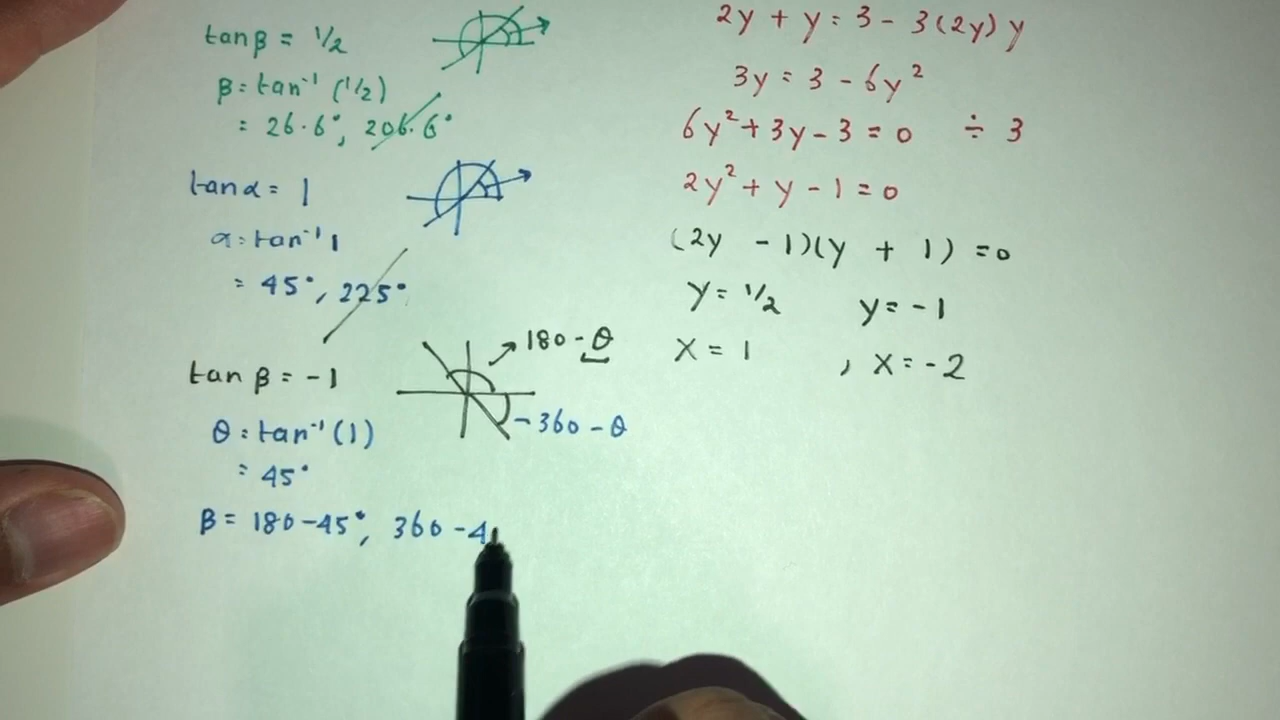 tanβ = 1/2
β = tan⁻¹ (1/2)
= 26.6°, 206.6°
tanα = 1
α = tan⁻¹ 1
= 45°, 225°
180 - θ
tan β = -1
360 - θ
θ = tan⁻¹ (1)
= 45°
β = 180 - 45°, 360 - 4
2y + y = 3 - 3(2y) y
3y = 3 - 6y²
6y² + 3y - 3 = 0 ÷ 3
2y² + y - 1 = 0
(2y - 1)(y + 1) = 0
y = 1/2 y = -1
x = 1 , x = -2